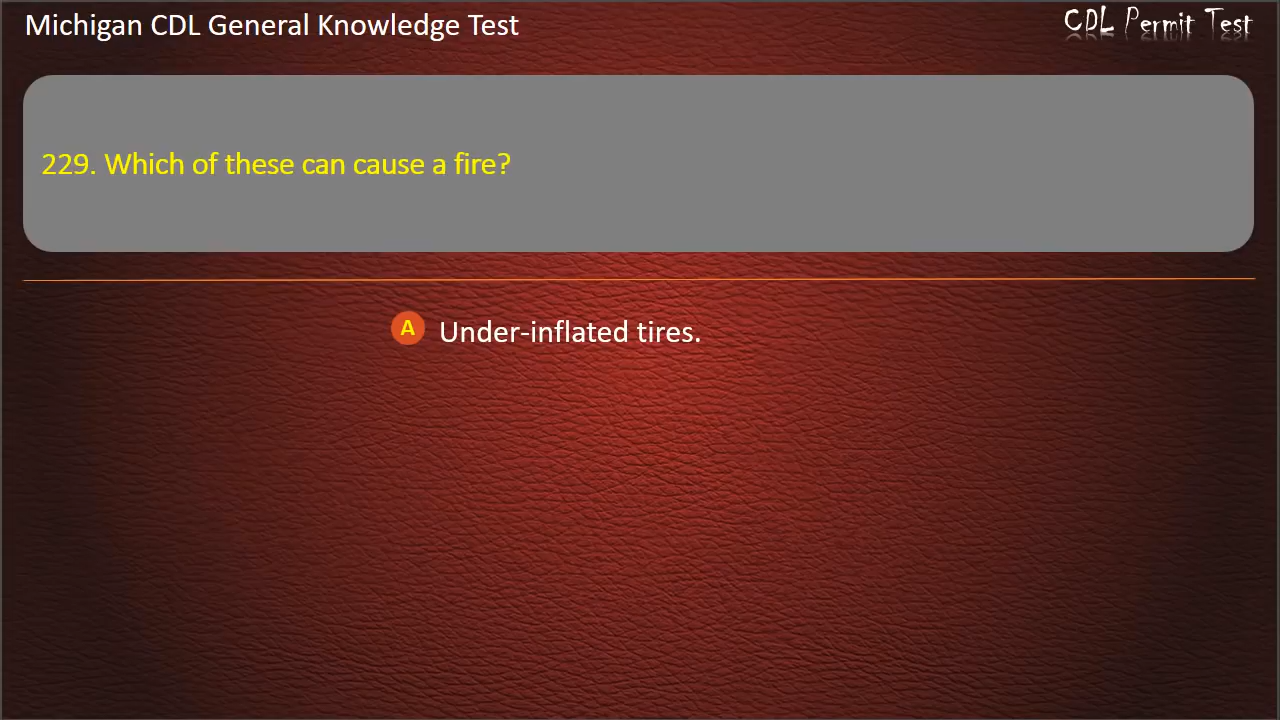 Michigan CDL General Knowledge Test
CDL Permit Test
229. Which of these can cause a fire?
A Under-inflated tires.